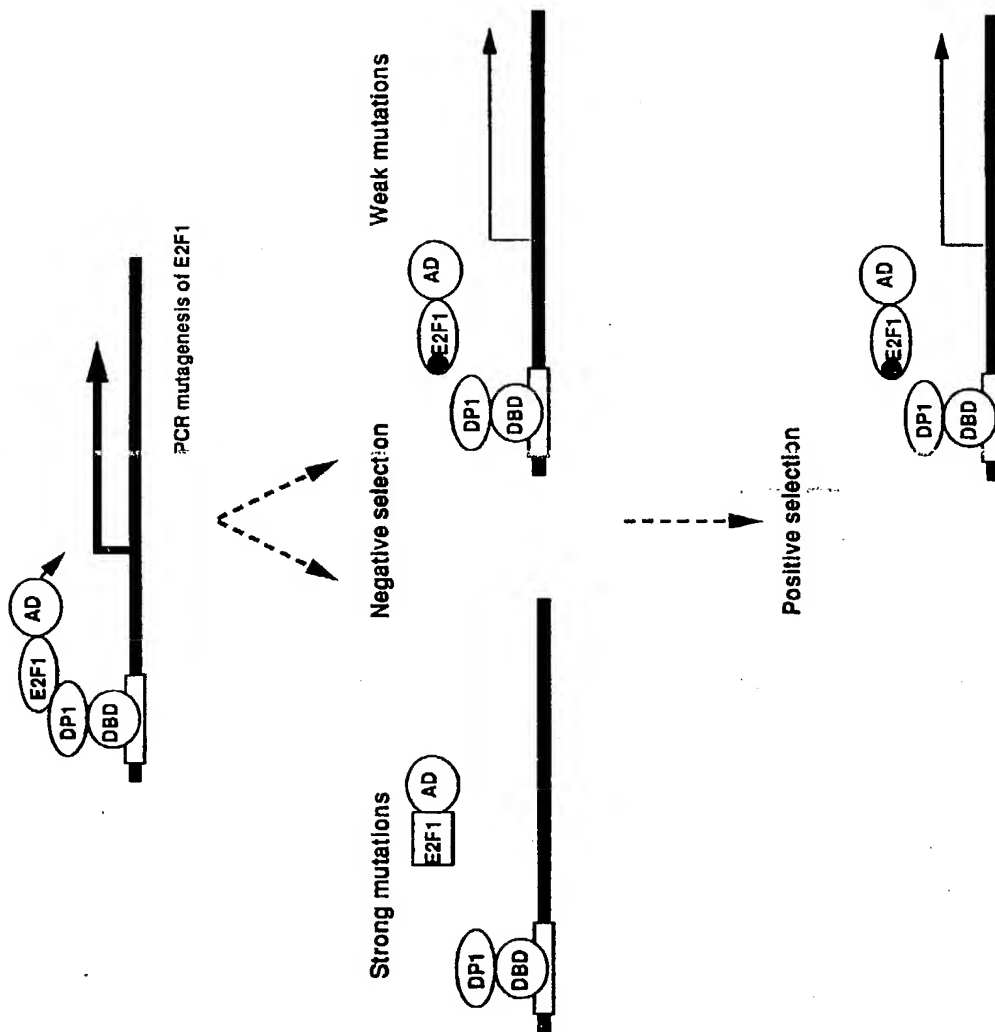 AD
E2F1
DP1
DBD
PCR mutagenesis of E2F1
Negative selection
Strong mutations
AD
E2F1
DP1
DBD
Weak mutations
AD
E2F1
DP1
DBD
Positive selection
AD
E2F1
DP1
DBD